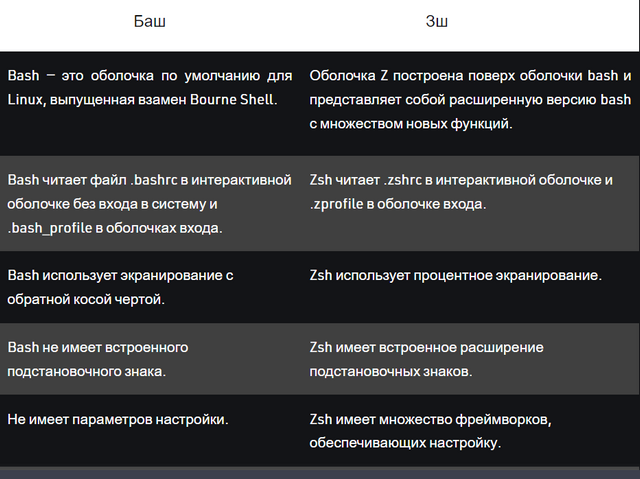 Баш
Зш
Bash – это оболочка по умолчанию для
Linux, выпущенная взамен Bourne Shell.
Оболочка Z построена поверх оболочки bash и
представляет собой расширенную версию bash
с множеством новых функций.
Bash читает файл .bashrc в интерактивной
оболочке без входа в систему и
.bash_profile в оболочках входа.
Zsh читает .zshrc в интерактивной оболочке и
.zprofile в оболочке входа.
Bash использует экранирование с
обратной косой чертой.
Zsh использует процентное экранирование.
Bash не имеет встроенного
подстановочного знака.
Zsh имеет встроенное расширение
подстановочных знаков.
Не имеет параметров настройки.
Zsh имеет множество фреймворков,
обеспечивающих настройку.